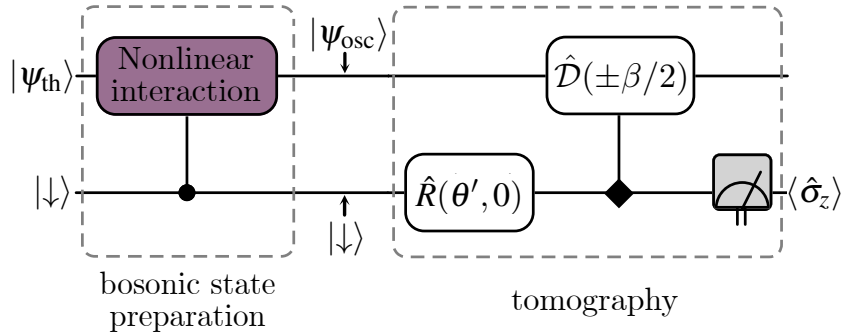 |ψ_osc⟩
|ψ_th⟩
Nonlinear
interaction
𝒟̂(±β/2)
|↓⟩
R̂(θ′,0)
⟨σ̂_z⟩
|↓⟩
bosonic state
preparation
tomography